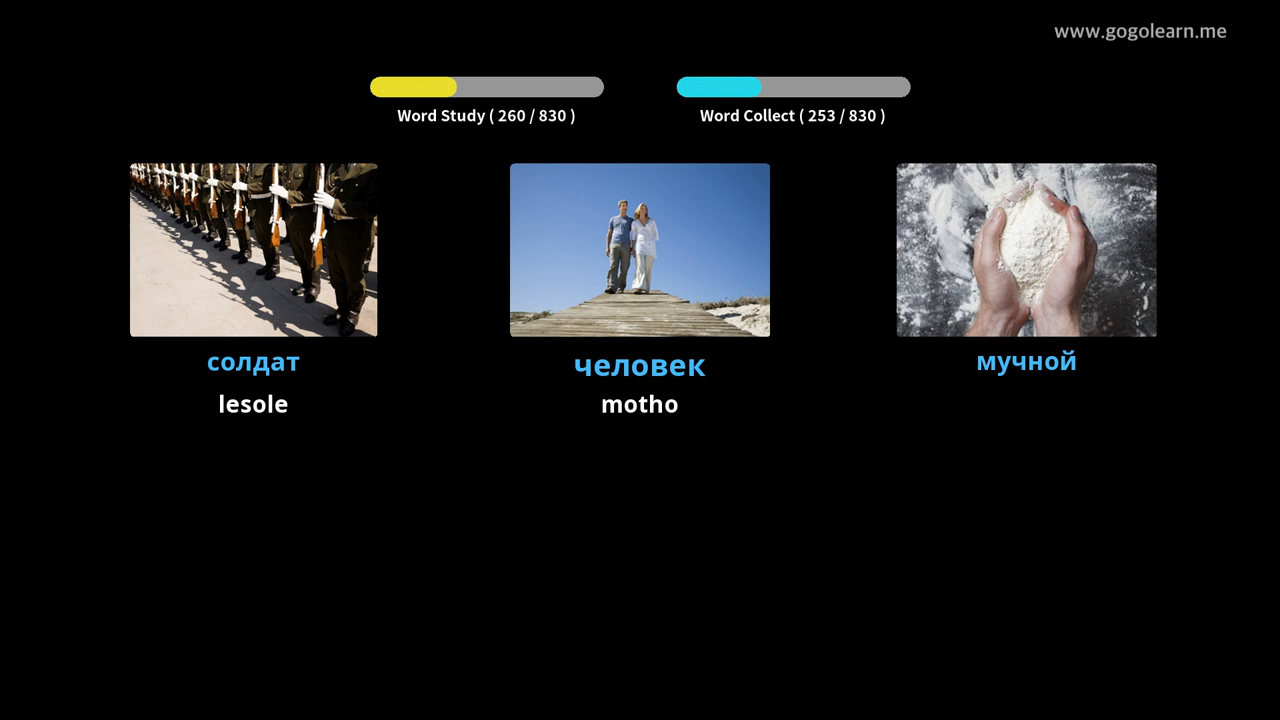 www.gogolearn.me
Word Study ( 260 / 830 )
Word Collect ( 253 / 830 )
солдат
человек
мучной
lesole
motho